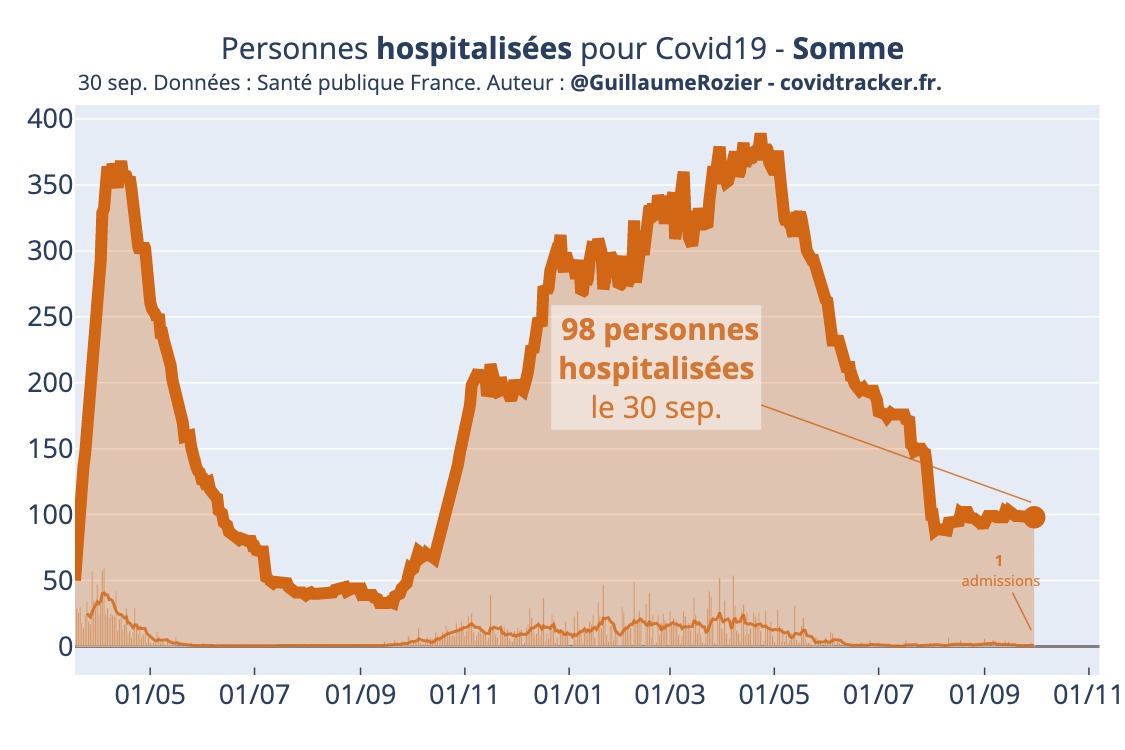 Personnes hospitalisées pour Covid19 - Somme
30 sep. Données : Santé publique France. Auteur : @GuillaumeRozier - covidtracker.fr.
400
350
300
250
200
150
100
50
0
98 personnes
hospitalisées
le 30 sep.
1
admissions
01/05 01/07 01/09 01/11 01/01 01/03 01/05 01/07 01/09 01/11